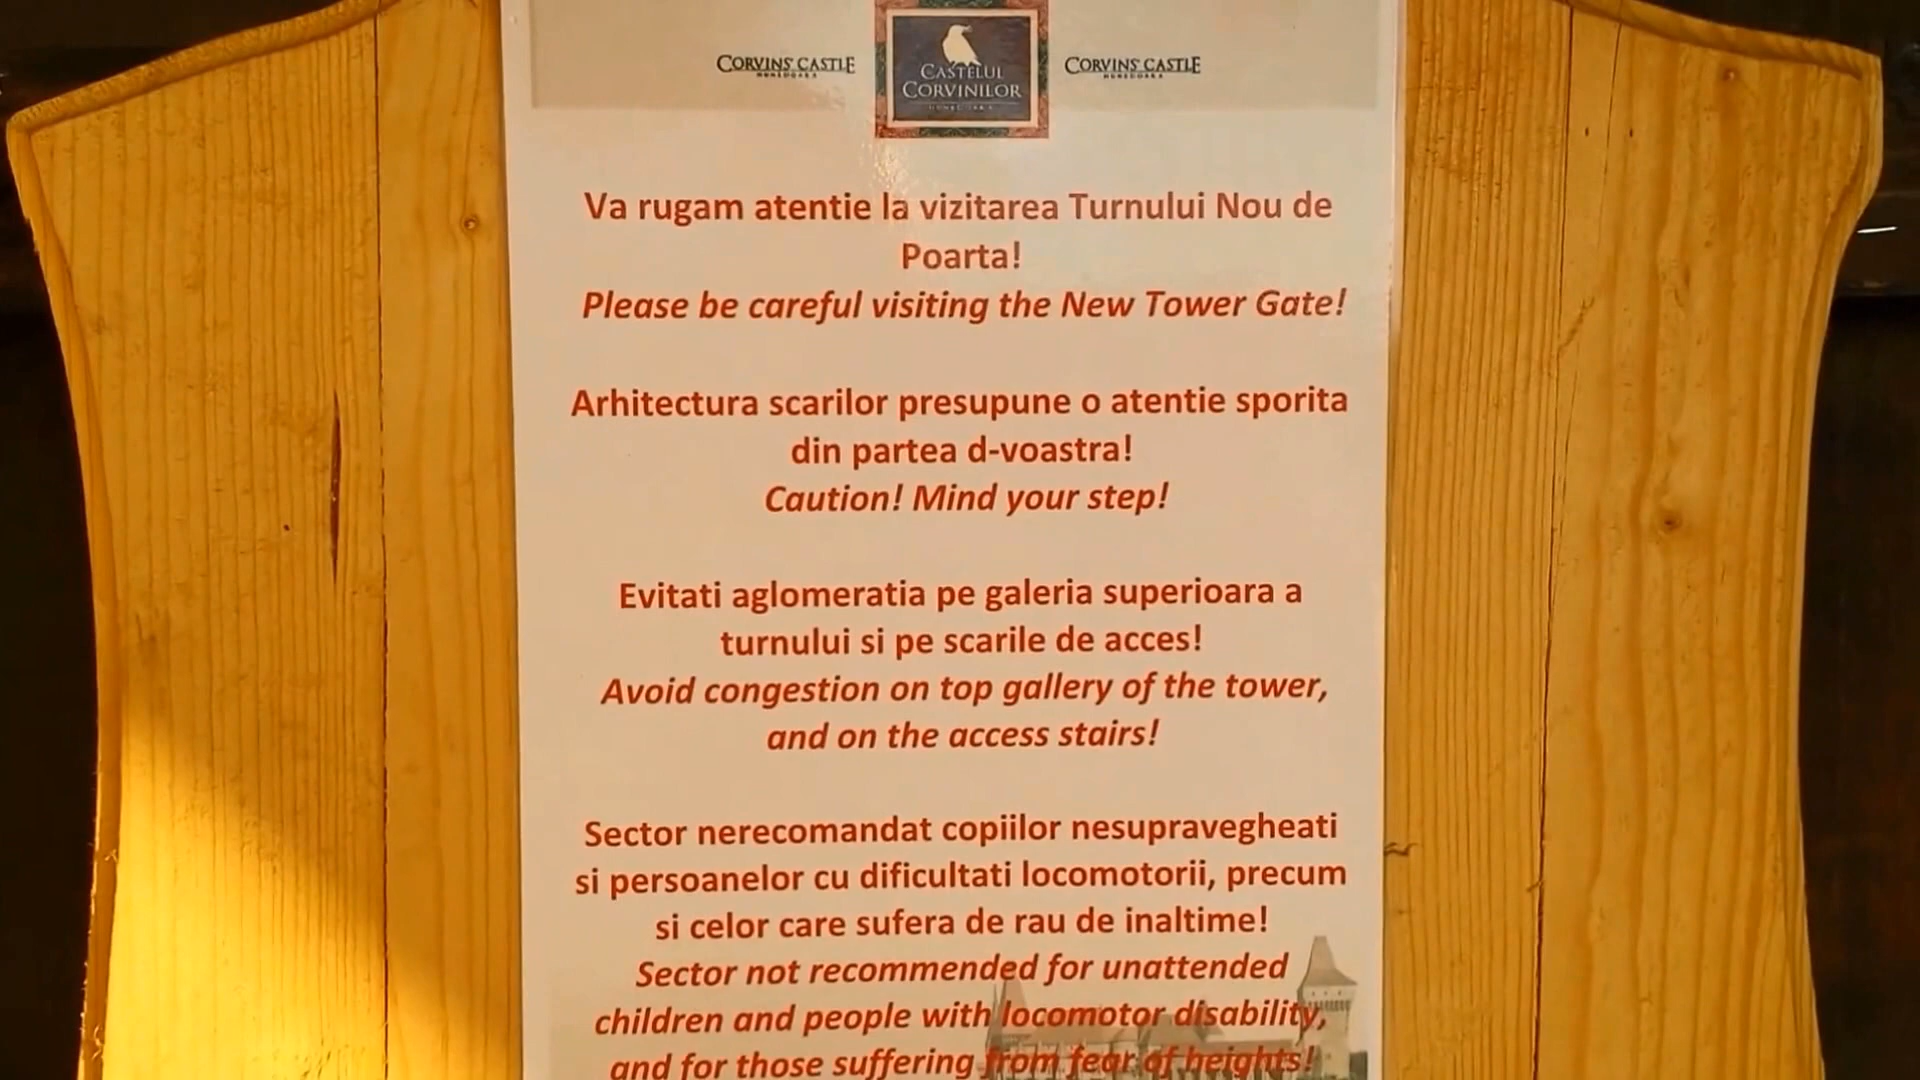 CORVINS' CASTLE
HUNEDOARA
CASTELUL
CORVINILOR
CORVINS' CASTLE
HUNEDOARA
Va rugam atentie la vizitarea Turnului Nou de
Poarta!
Please be careful visiting the New Tower Gate!
Arhitectura scarilor presupune o atentie sporita
din partea d-voastra!
Caution! Mind your step!
Evitati aglomeratia pe galeria superioara a
turnului si pe scarile de acces!
Avoid congestion on top gallery of the tower,
and on the access stairs!
Sector nerecomandat copiilor nesupravegheati
si persoanelor cu dificultati locomotorii, precum
si celor care sufera de rau de inaltime!
Sector not recommended for unattended
children and people with locomotor disability,
and for those suffering from fear of heights!